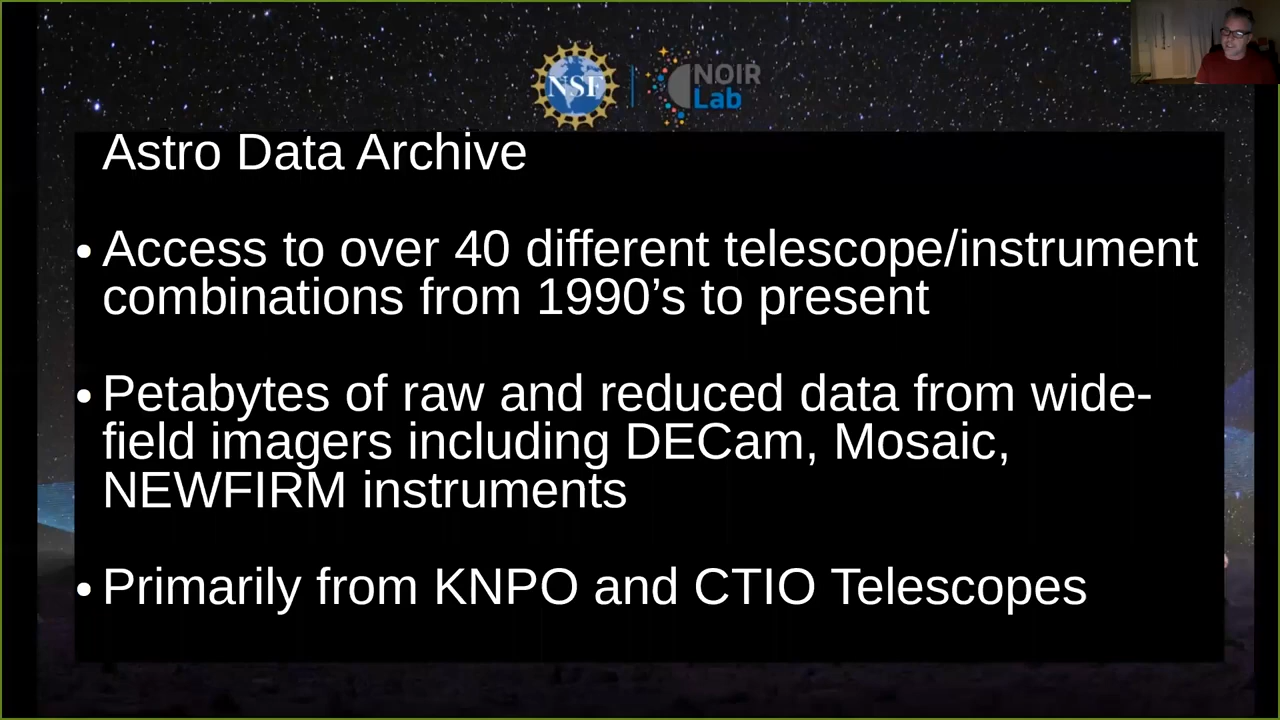 NSF
NOIR
Lab
Astro Data Archive
• Access to over 40 different telescope/instrument
combinations from 1990’s to present
• Petabytes of raw and reduced data from wide-
field imagers including DECam, Mosaic,
NEWFIRM instruments
• Primarily from KNPO and CTIO Telescopes